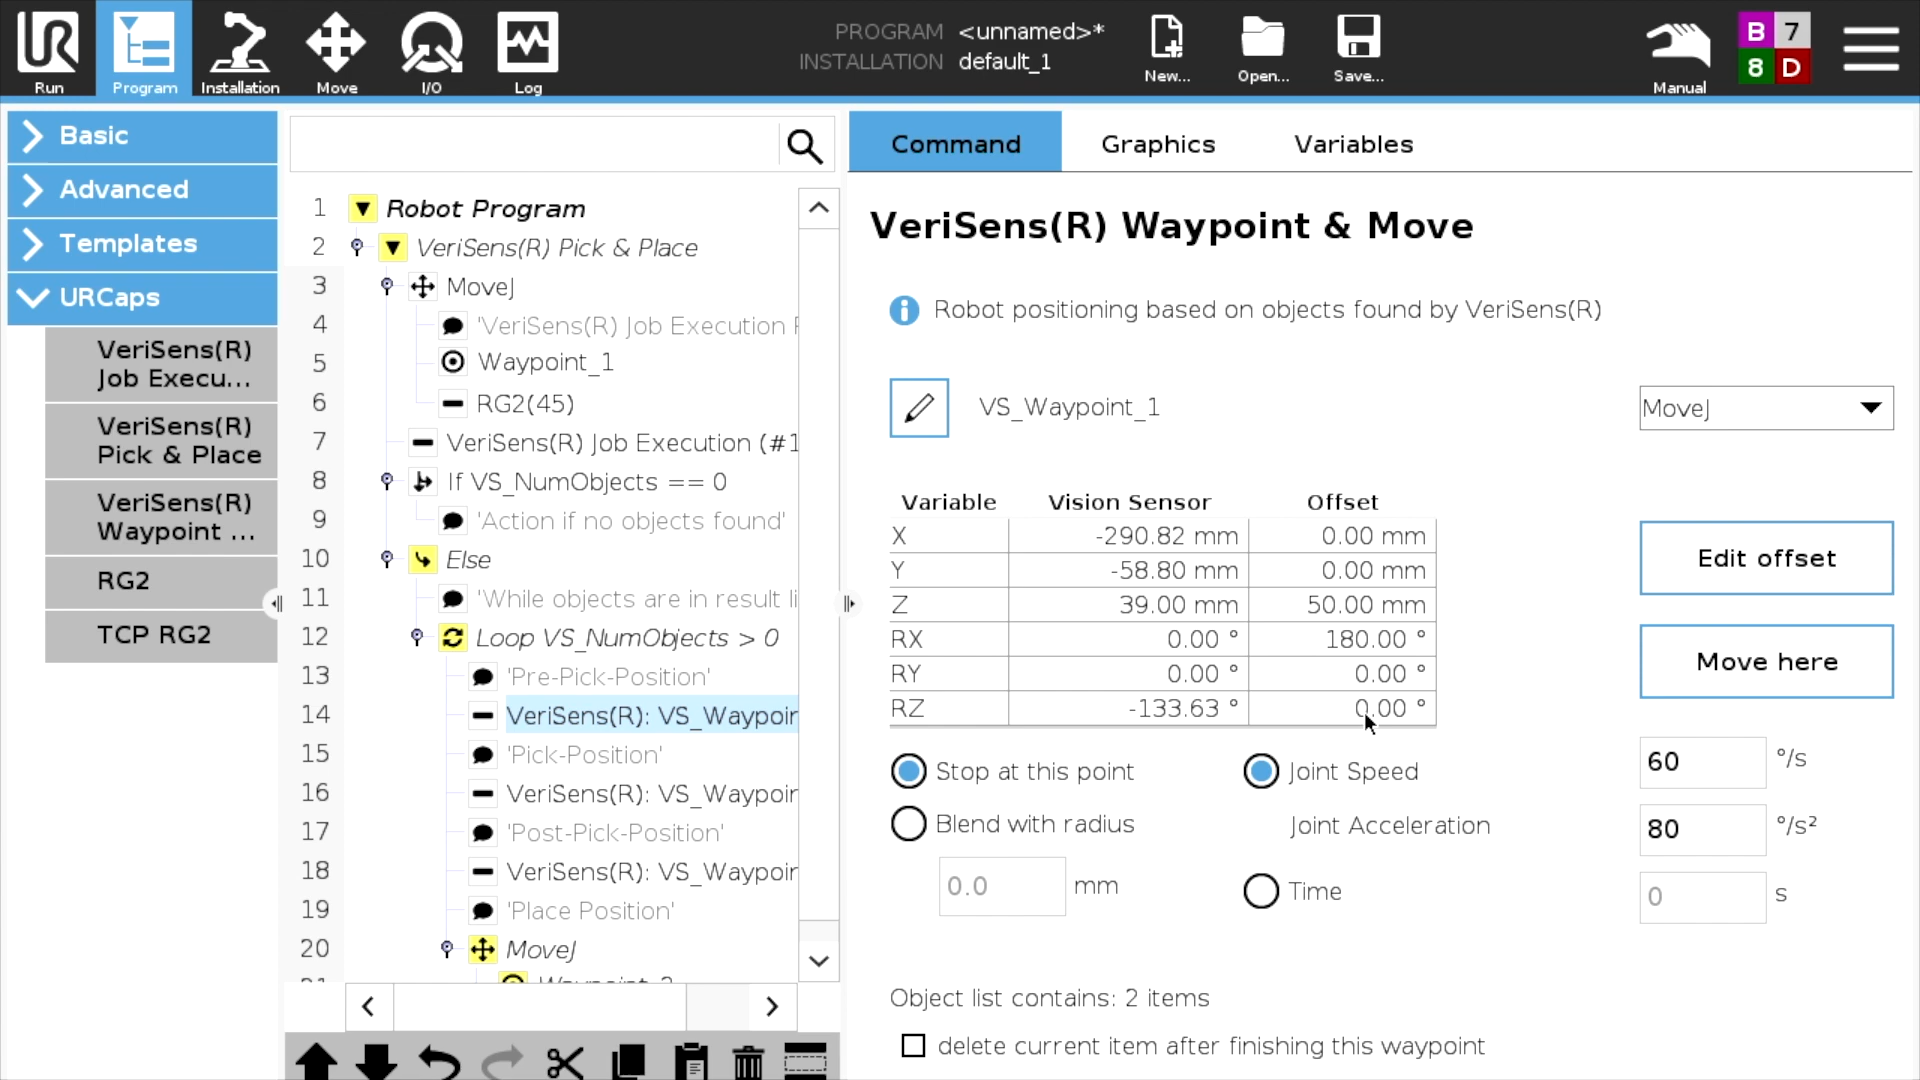 UR
Run
Program
Installation
Move
I/O
Log
PROGRAM <unnamed>*
INSTALLATION default_1
New...
Open...
Save...
Manual
B 7
8 D
Basic
Advanced
Templates
URCaps
VeriSens(R)
Job Execu...
VeriSens(R)
Pick & Place
VeriSens(R)
Waypoint ...
RG2
TCP RG2
1 Robot Program
2 VeriSens(R) Pick & Place
3 MoveJ
4 'VeriSens(R) Job Execution
5 Waypoint_1
6 RG2(45)
7 VeriSens(R) Job Execution (#1
8 If VS_NumObjects == 0
9 'Action if no objects found'
10 Else
11 'While objects are in result li
12 Loop VS_NumObjects > 0
13 'Pre-Pick-Position'
14 VeriSens(R): VS_Waypoin
15 'Pick-Position'
16 VeriSens(R): VS_Waypoin
17 'Post-Pick-Position'
18 VeriSens(R): VS_Waypoin
19 'Place Position'
20 MoveJ
Command
Graphics
Variables
VeriSens(R) Waypoint & Move
Robot positioning based on objects found by VeriSens(R)
VS_Waypoint_1
MoveJ
Variable Vision Sensor Offset
X -290.82 mm 0.00 mm
Y -58.80 mm 0.00 mm
Z 39.00 mm 50.00 mm
RX 0.00 ° 180.00 °
RY 0.00 ° 0.00 °
RZ -133.63 ° 0.00 °
Edit offset
Move here
Stop at this point
Joint Speed
60 °/s
Blend with radius
Joint Acceleration
80 °/s²
0.0 mm
Time
0 s
Object list contains: 2 items
delete current item after finishing this waypoint